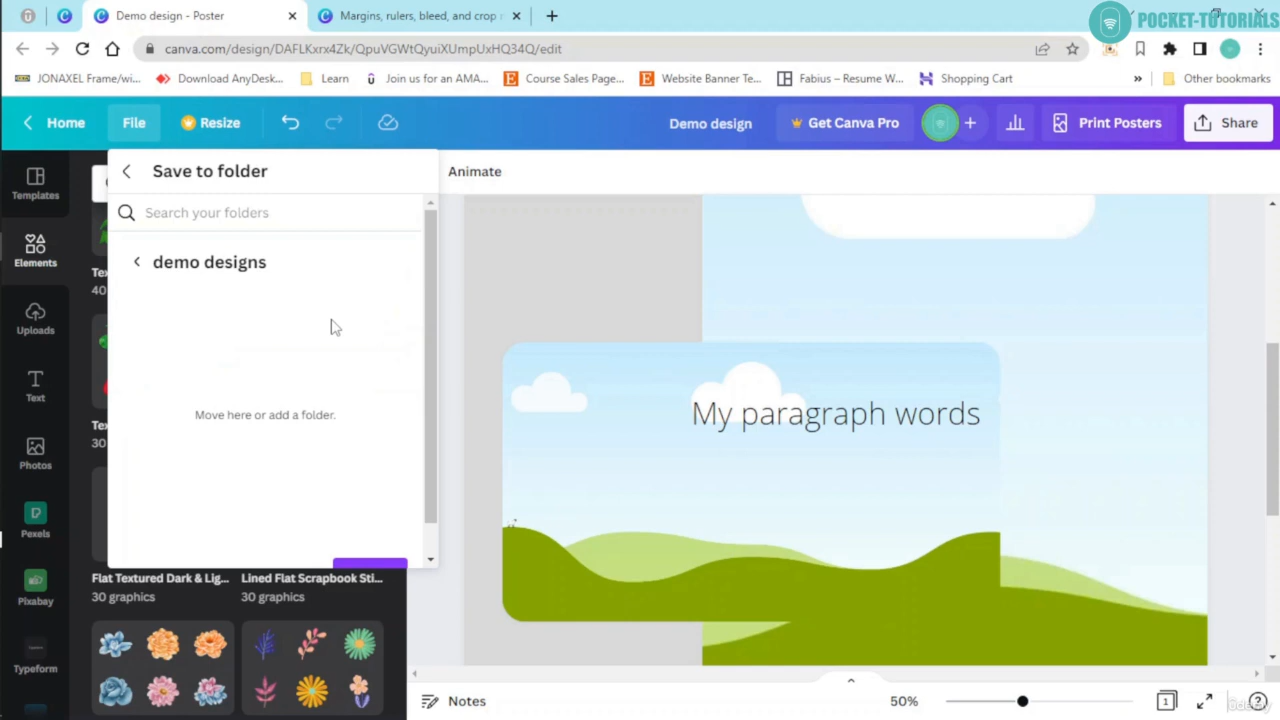 Demo design - Poster
Margins, rulers, bleed, and crop
POCKET-TUTORIALS
canva.com/design/DAFLKxrx4Zk/QpuVGWtQyuiXUmpUxHQ34Q/edit
JONAXEL Frame/wi...
Download AnyDesk...
Learn
Join us for an AMA...
Course Sales Page...
Website Banner Te...
Fabius – Resume W...
Shopping Cart
»
Other bookmarks
Home
File
Resize
Demo design
Get Canva Pro
Print Posters
Share
Templates
Elements
Uploads
Text
Photos
Pexels
Pixabay
Typeform
Save to folder
Search your folders
demo designs
Move here or add a folder.
Animate
My paragraph words
Flat Textured Dark & Lig...
30 graphics
Lined Flat Scrapbook Sti...
30 graphics
Notes
50%
1
ûdemy